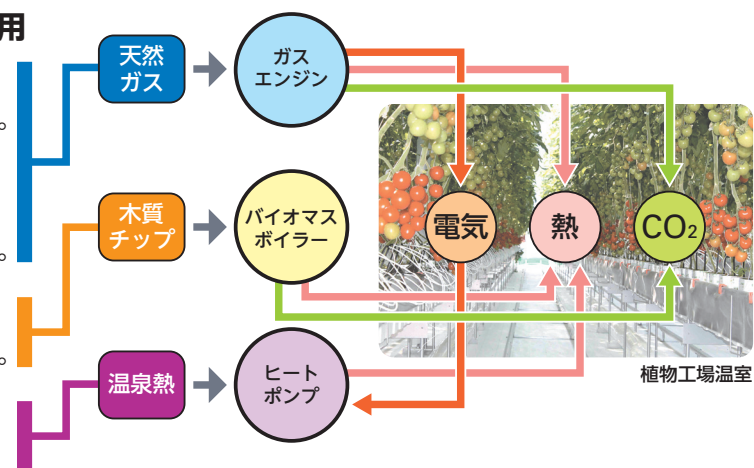 用
。
。
。
天然
ガス
ガス
エンジン
木質
チップ
バイオマス
ボイラー
電気
熱
CO₂
温泉熱
ヒート
ポンプ
植物工場温室